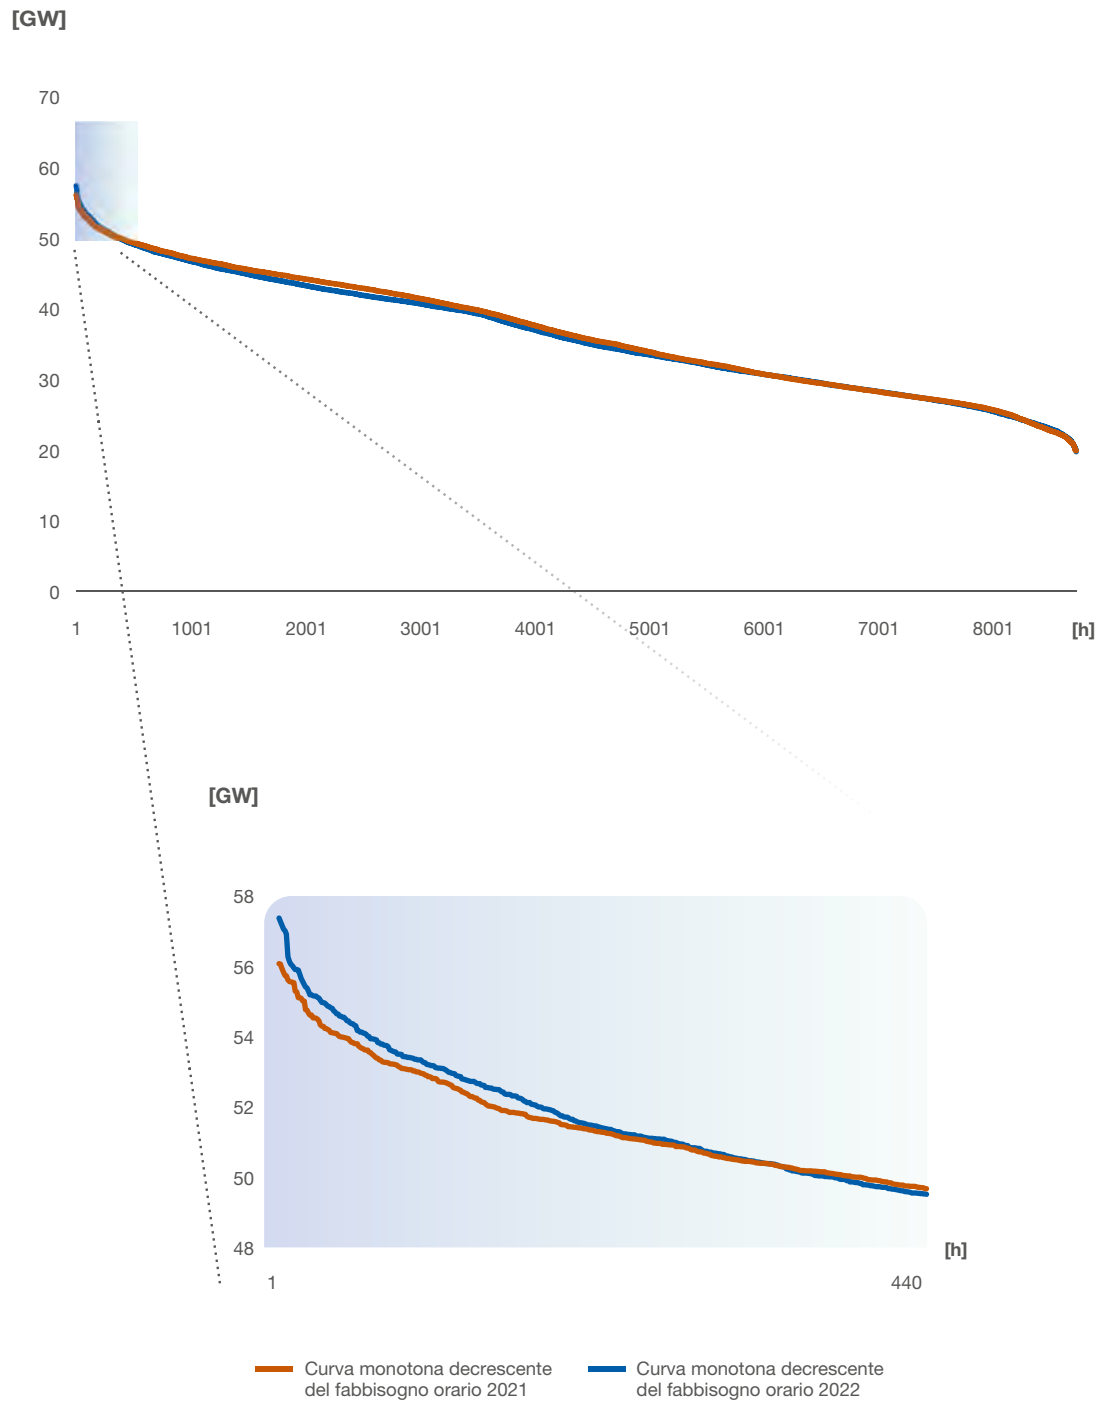 [GW]
70
60
50
40
30
20
10
0
1 1001 2001 3001 4001 5001 6001 7001 8001 [h]
[GW]
58
56
54
52
50
48
[h]
1 440
Curva monotona decrescente
del fabbisogno orario 2021
Curva monotona decrescente
del fabbisogno orario 2022